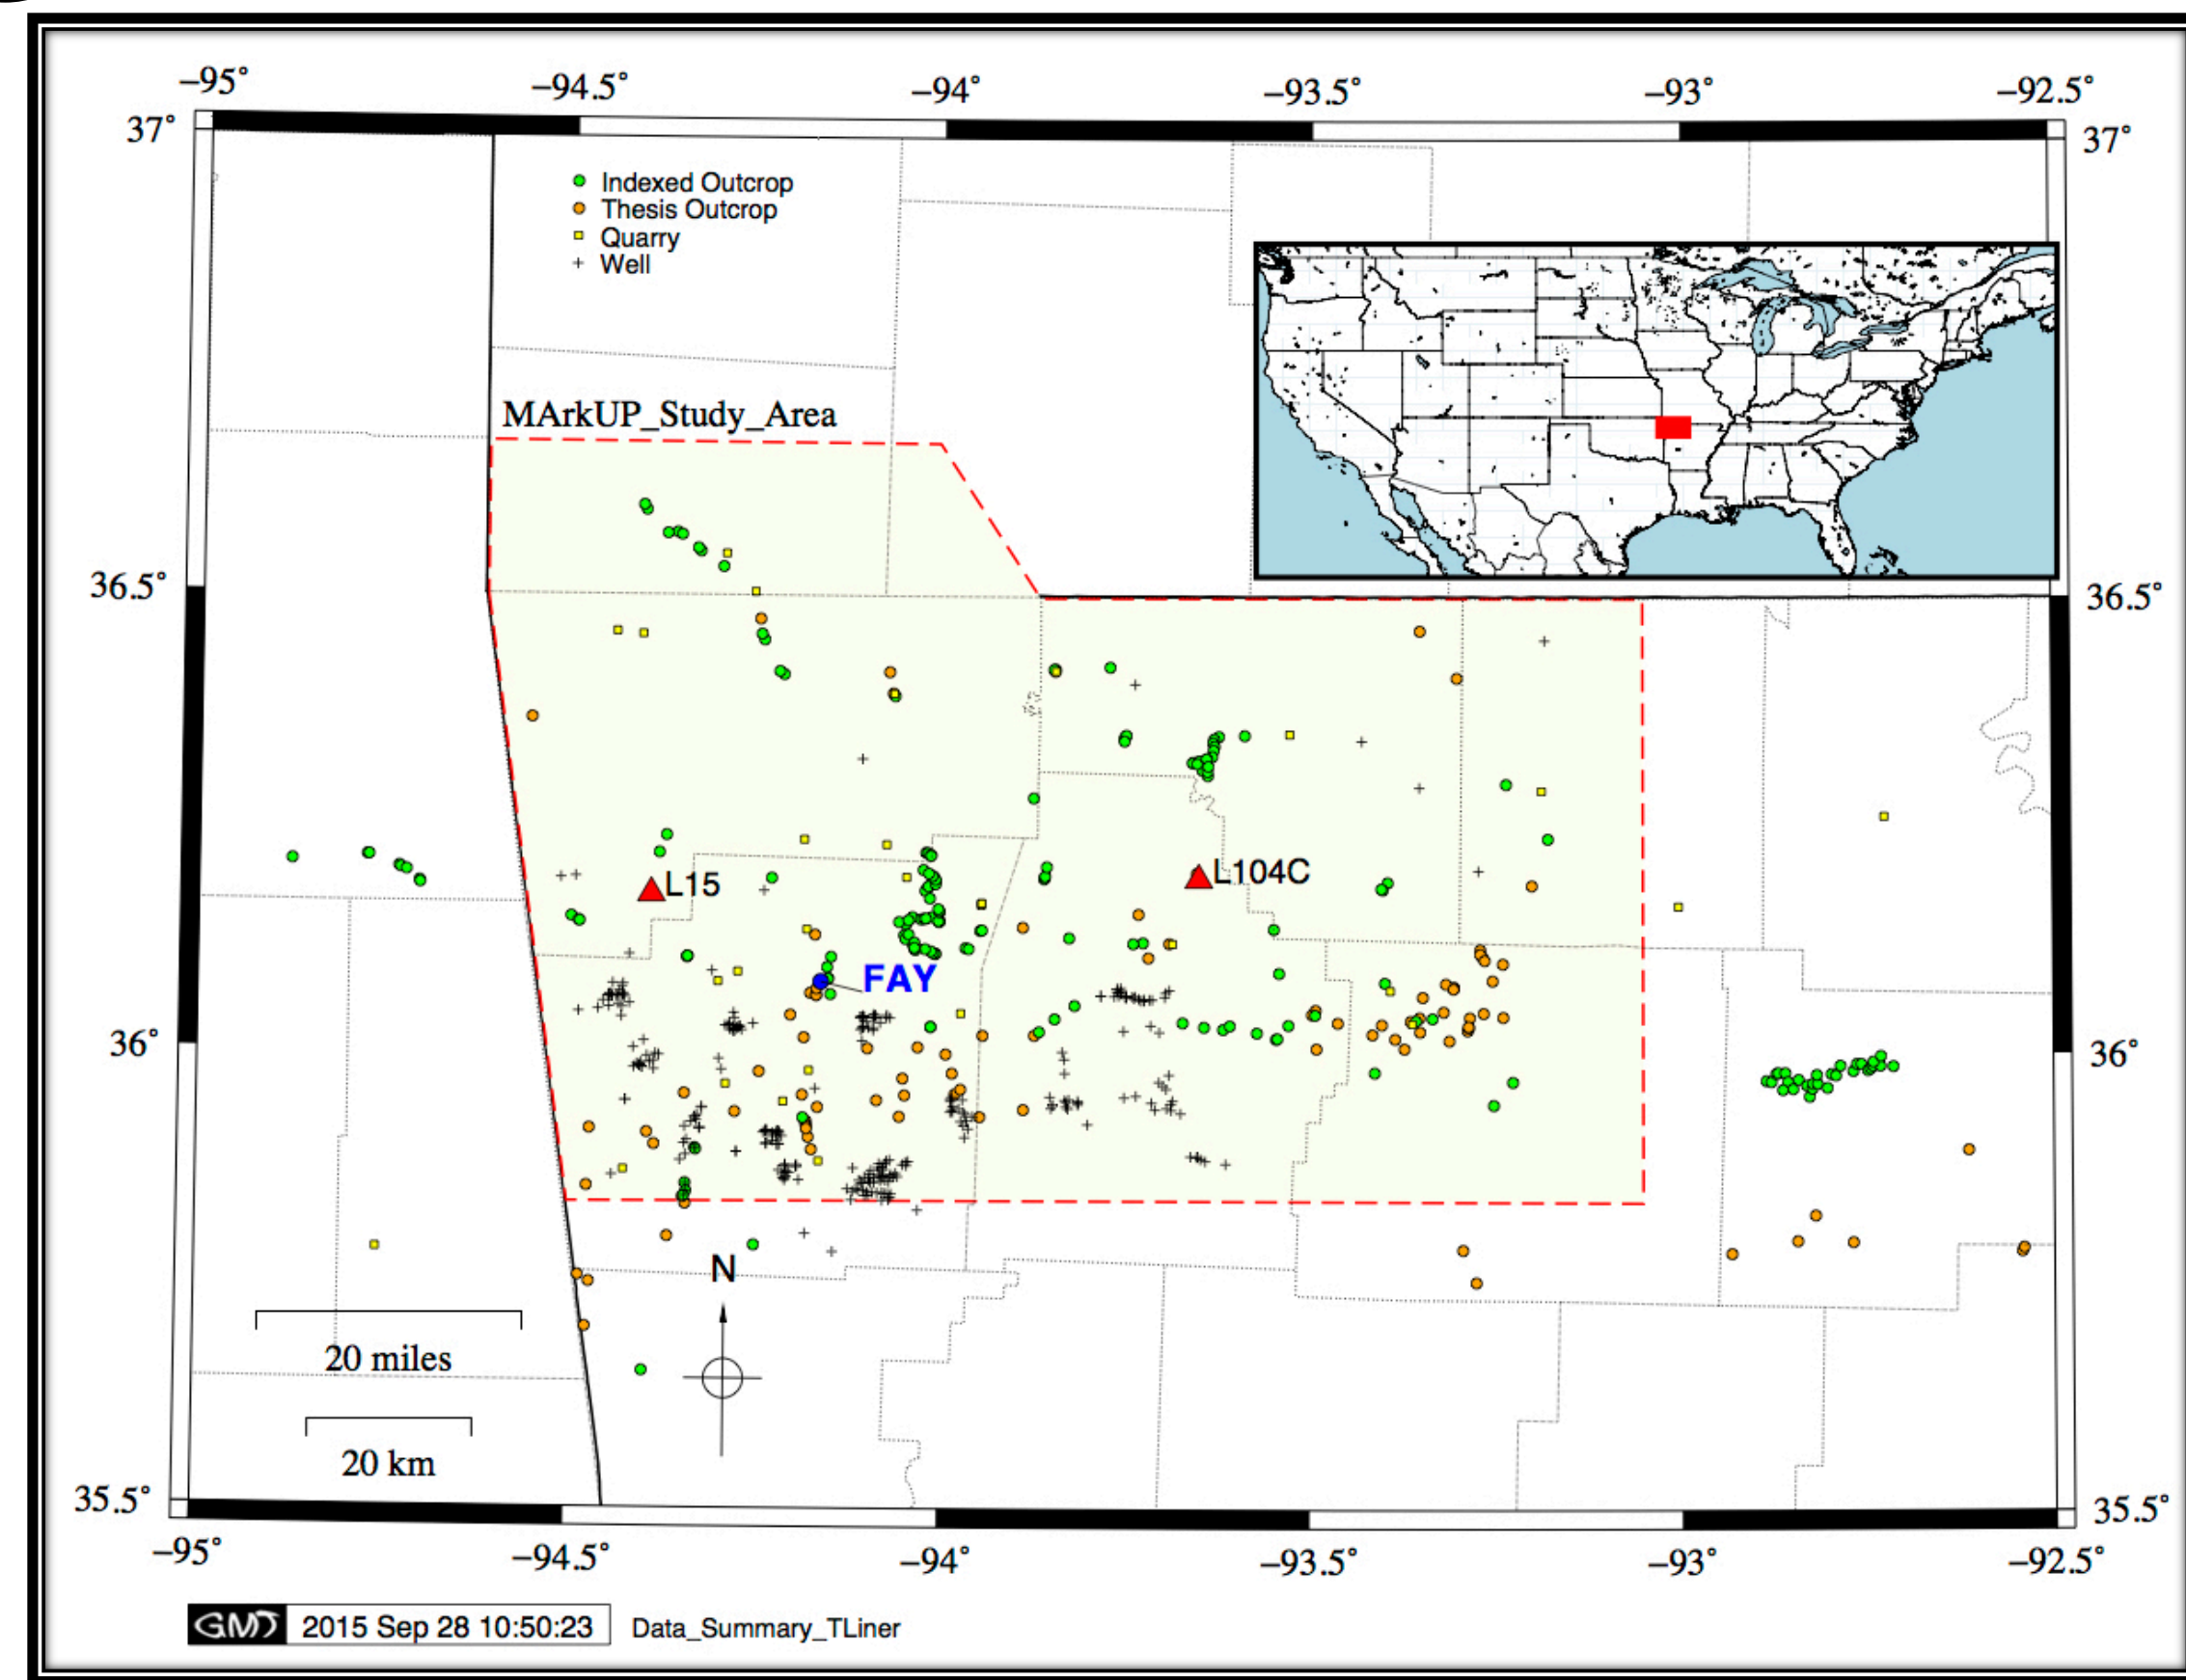 –95° –94.5° –94° –93.5° –93° –92.5°
37° 37°
Indexed Outcrop
Thesis Outcrop
Quarry
Well
MArkUP_Study_Area
36.5° 36.5°
L15 L104C
FAY
36° 36°
N
20 miles
20 km
35.5° 35.5°
–95° –94.5° –94° –93.5° –93° –92.5°
GMT 2015 Sep 28 10:50:23 Data_Summary_TLiner